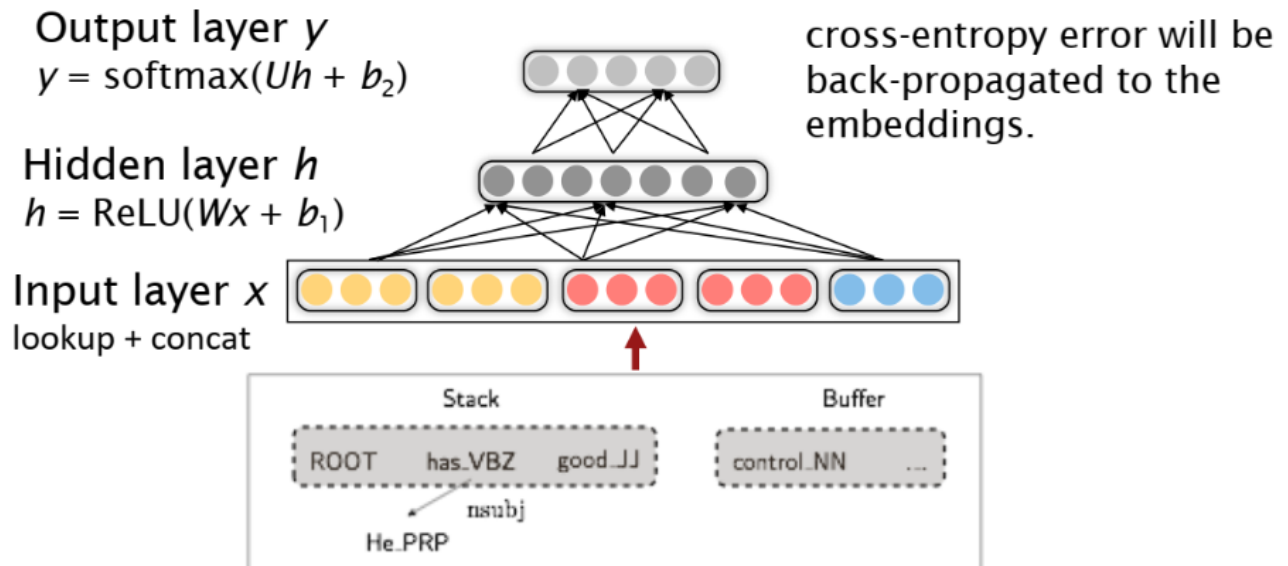 Output layer y
y = softmax(Uh + b₂)
cross-entropy error will be
back-propagated to the
embeddings.
Hidden layer h
h = ReLU(Wx + b₁)
Input layer x
lookup + concat
Stack
Buffer
ROOT has_VBZ good_JJ
control_NN ...
nsubj
He_PRP